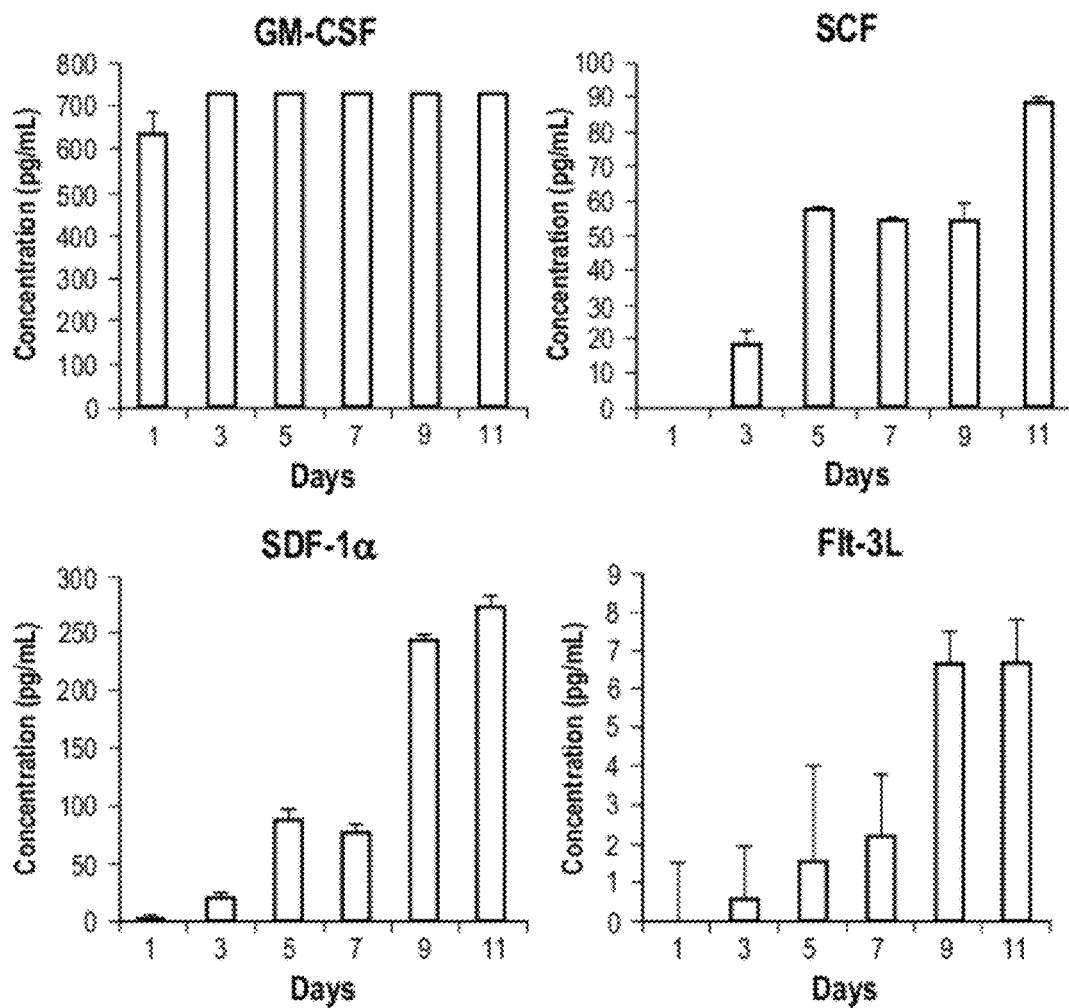 GM-CSF
Concentration (pg/mL)
800
700
600
500
400
300
200
100
0
1 3 5 7 9 11
Days
SCF
Concentration (pg/mL)
100
90
80
70
60
50
40
30
20
10
0
1 3 5 7 9 11
Days
SDF-1α
Concentration (pg/mL)
300
250
200
150
100
50
0
1 3 5 7 9 11
Days
Flt-3L
Concentration (pg/mL)
9
8
7
6
5
4
3
2
1
0
1 3 5 7 9 11
Days